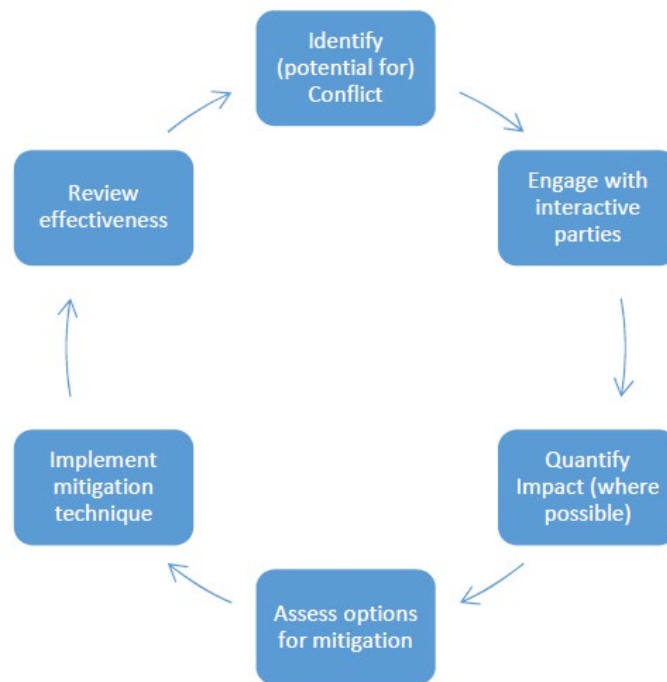 Identify
(potential for)
Conflict
Engage with
interactive
parties
Quantify
Impact (where
possible)
Assess options
for mitigation
Implement
mitigation
technique
Review
effectiveness